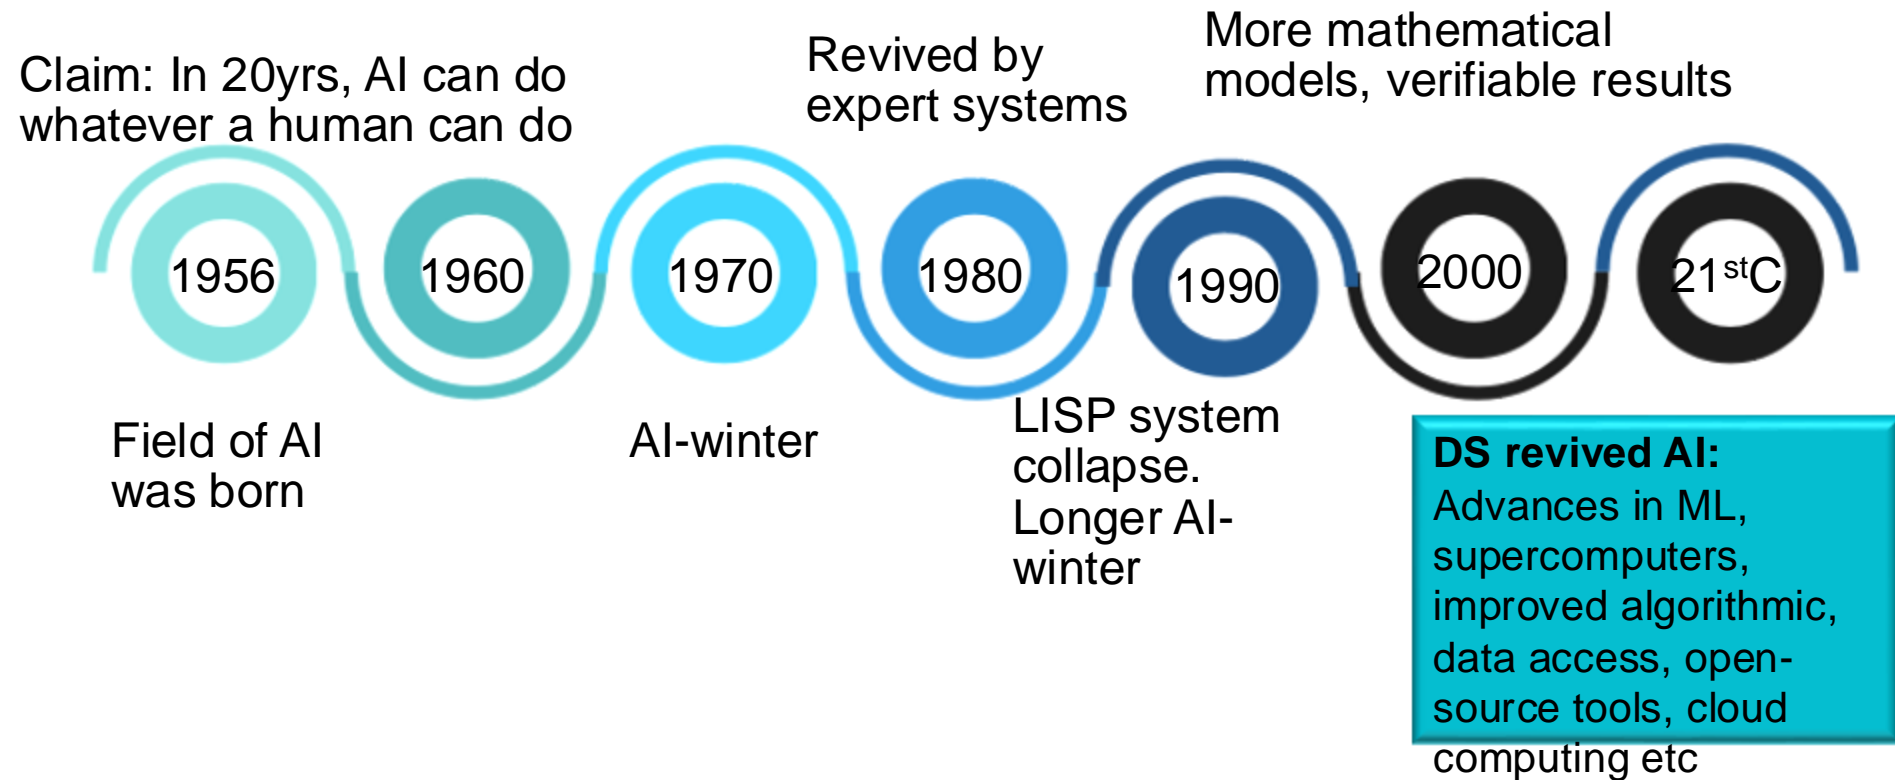 Claim: In 20yrs, AI can do
whatever a human can do
Revived by
expert systems
More mathematical
models, verifiable results
1956
1960
1970
1980
1990
2000
21stC
Field of AI
was born
AI-winter
LISP system
collapse.
Longer AI-
winter
DS revived AI:
Advances in ML,
supercomputers,
improved algorithmic,
data access, open-
source tools, cloud
computing etc